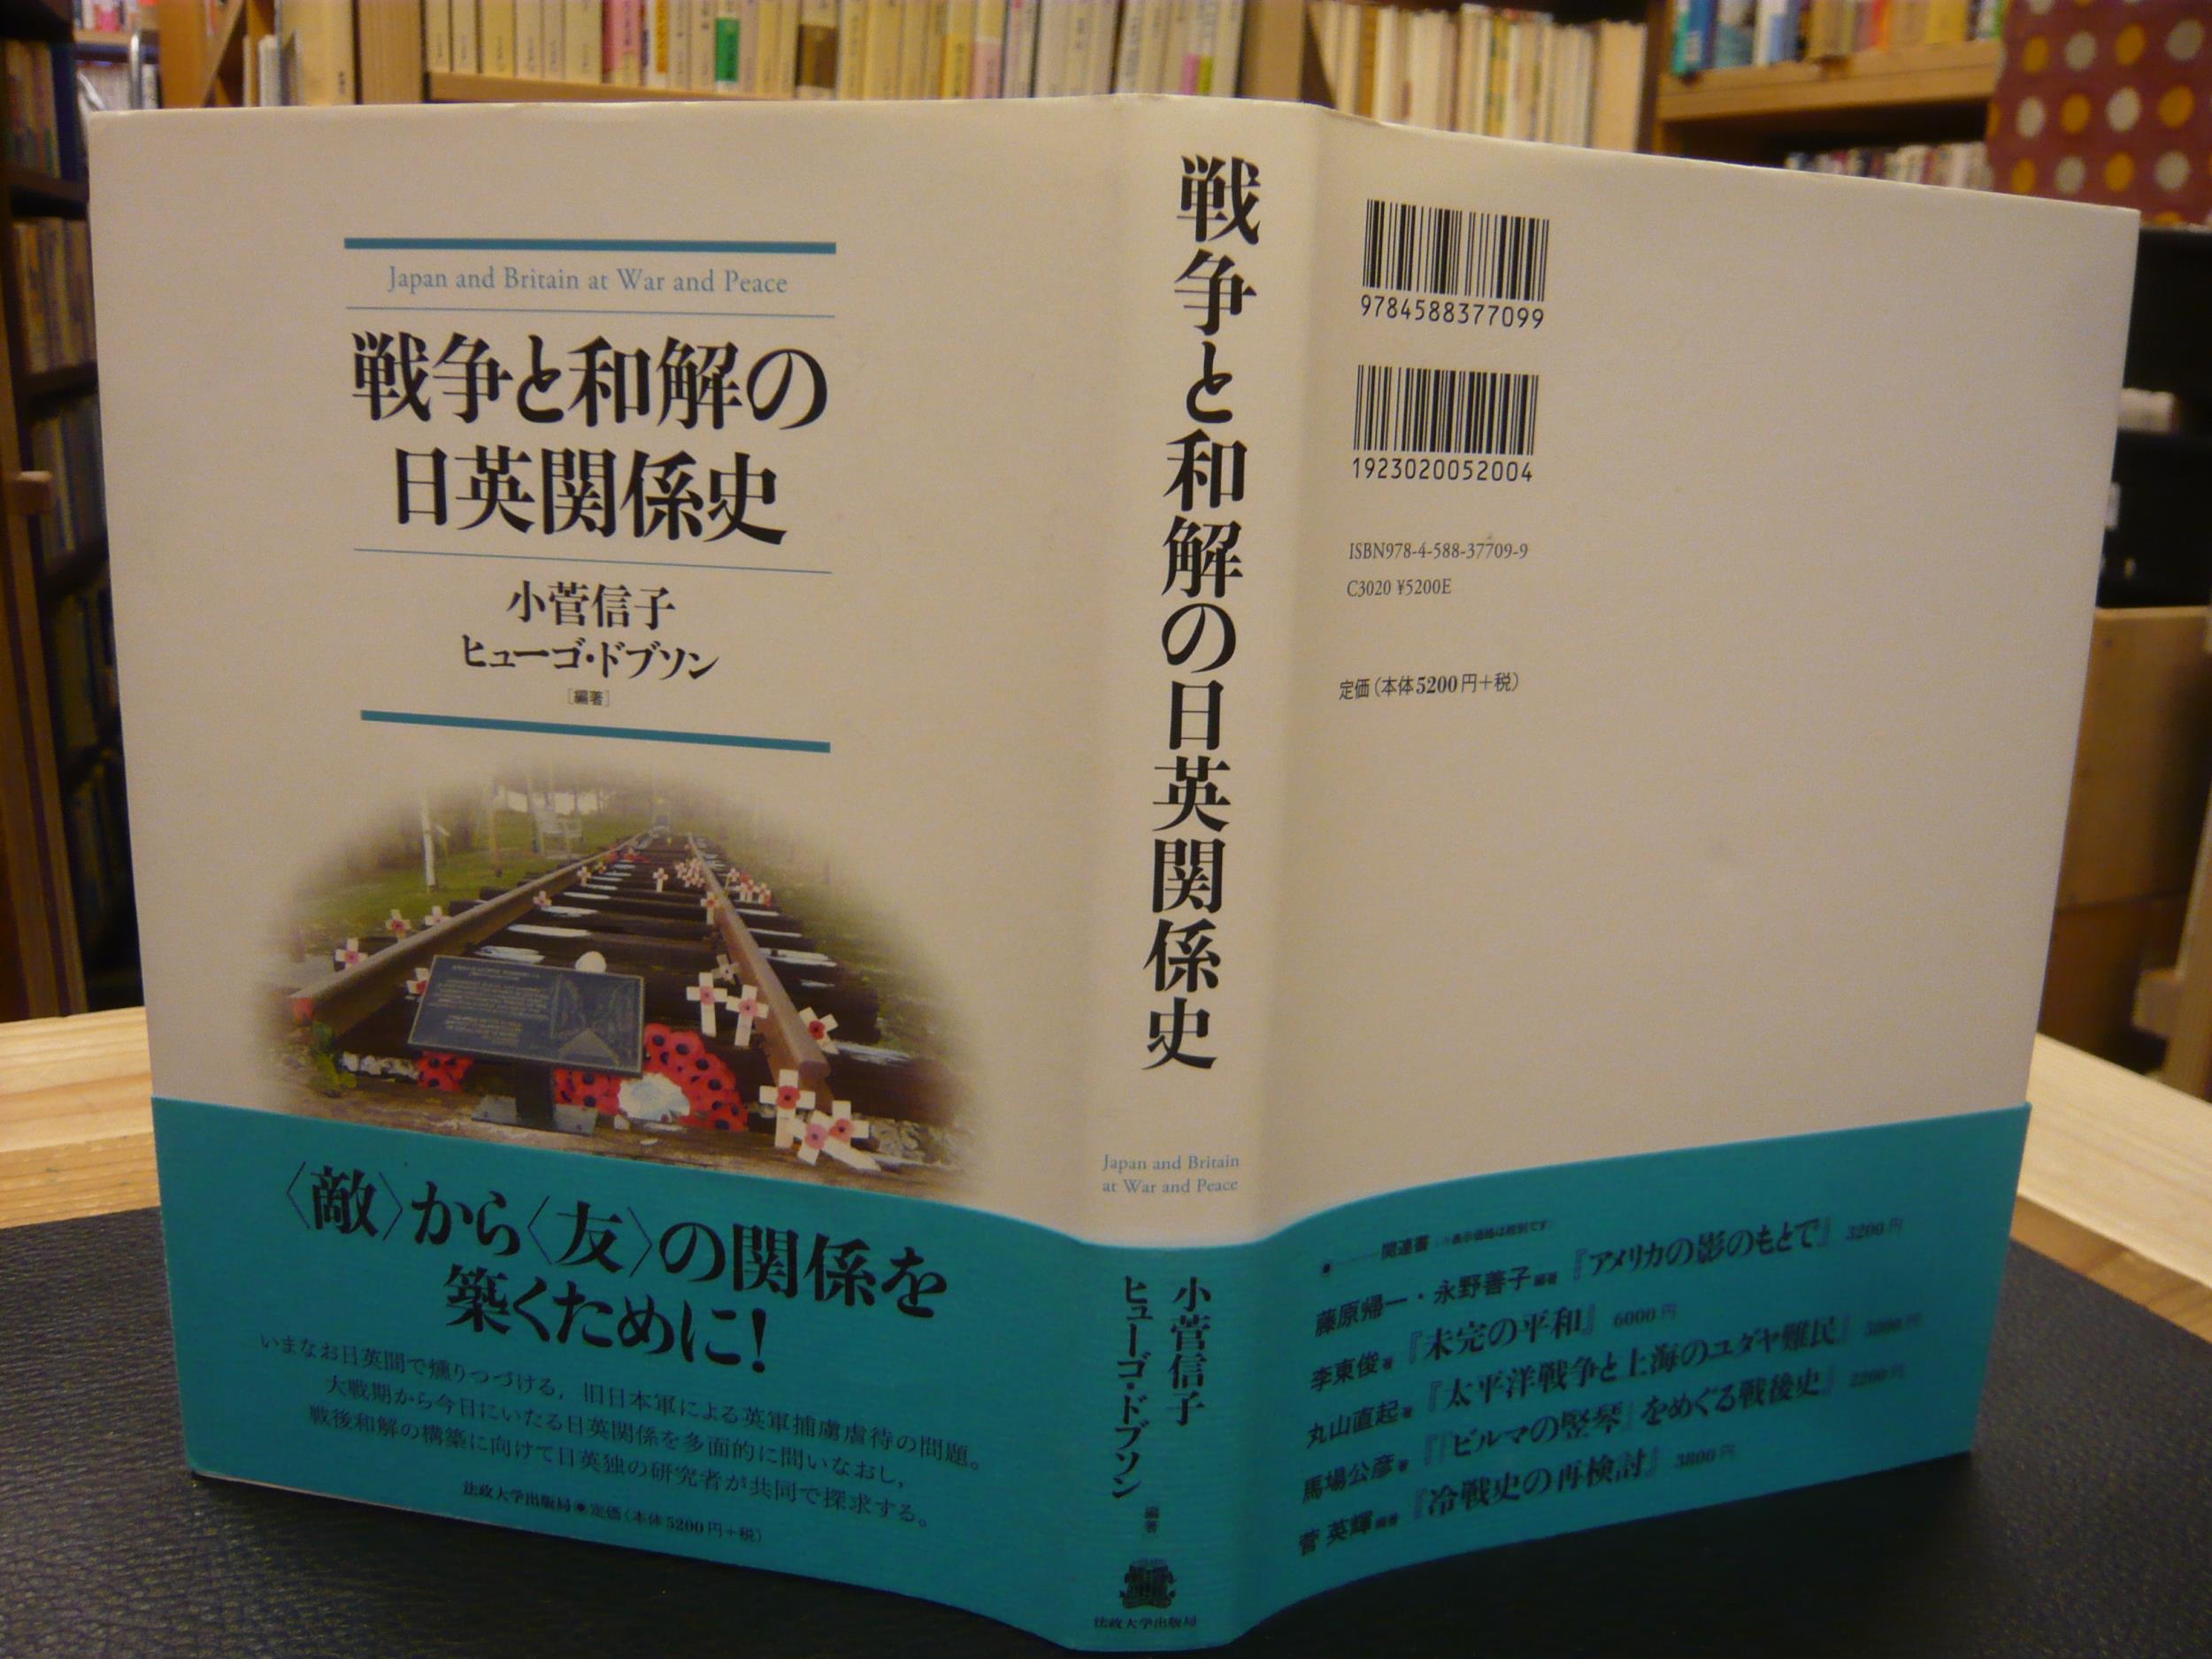 Japan and Britain at War and Peace
戦争と和解の
日英関係史
小菅信子
ヒューゴ・ドブソン
[編著]
〈敵〉から〈友〉の関係を
築くために!
いまなお日英間で燻りつづける,旧日本軍による英軍捕虜虐待の問題。
大戦期から今日にいたる日英関係を多面的に問いなおし,
戦後和解の構築に向けて日英独の研究者が共同で探求する。
法政大学出版局●定価(本体5200円+税)
戦争と和解の日英関係史
Japan and Britain
at War and Peace
小菅信子
ヒューゴ・ドブソン
編著
法政大学出版局
9784588377099
1923020052004
ISBN978-4-588-37709-9
C3020 ¥5200E
定価(本体5200円+税)
関連書 表示価格は税別です
藤原帰一・永野善子編著『アメリカの影のもとで』 3200円
李東俊著『未完の平和』 6000円
丸山直起著『太平洋戦争と上海のユダヤ難民』
馬場公彦著『『ビルマの竪琴』をめぐる戦後史』 2200円
菅英輝編著『冷戦史の再検討』 3800円